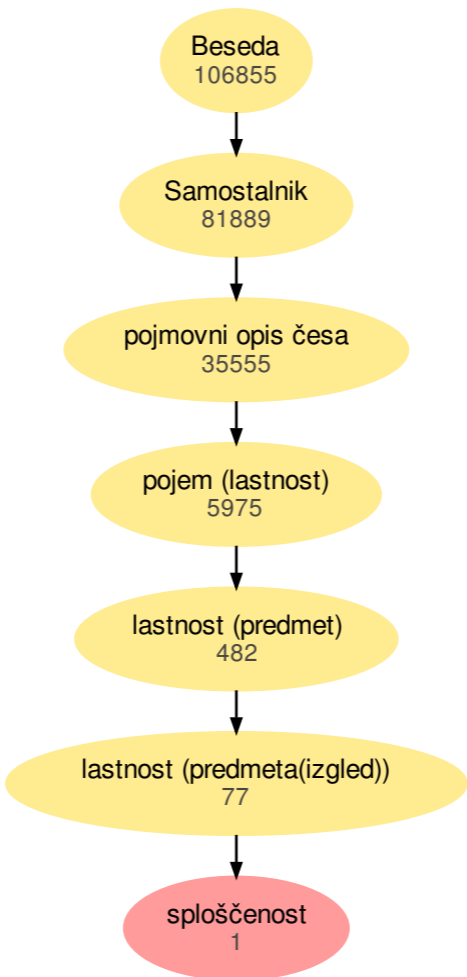 Beseda
106855
Samostalnik
81889
pojmovni opis česa
35555
pojem (lastnost)
5975
lastnost (predmet)
482
lastnost (predmeta(izgled))
77
sploščenost
1